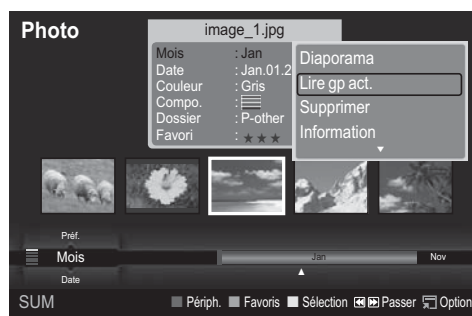 Photo
image_1.jpg
Mois : Jan
Date : Jan.01.2
Couleur : Gris
Compo. :
Dossier : P-other
Favori : ★★★
Diaporama
Lire gp act.
Supprimer
Information
Préf.
Mois
Jan
Nov
Date
SUM
Périph.
Favoris
Sélection
Passer
Option